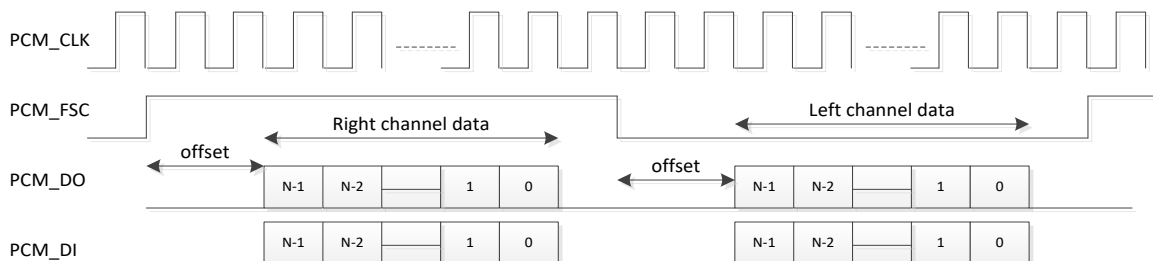 PCM_CLK
PCM_FSC
Right channel data
Left channel data
offset
offset
PCM_DO
N-1 N-2 1 0 N-1 N-2 1 0
PCM_DI
N-1 N-2 1 0 N-1 N-2 1 0